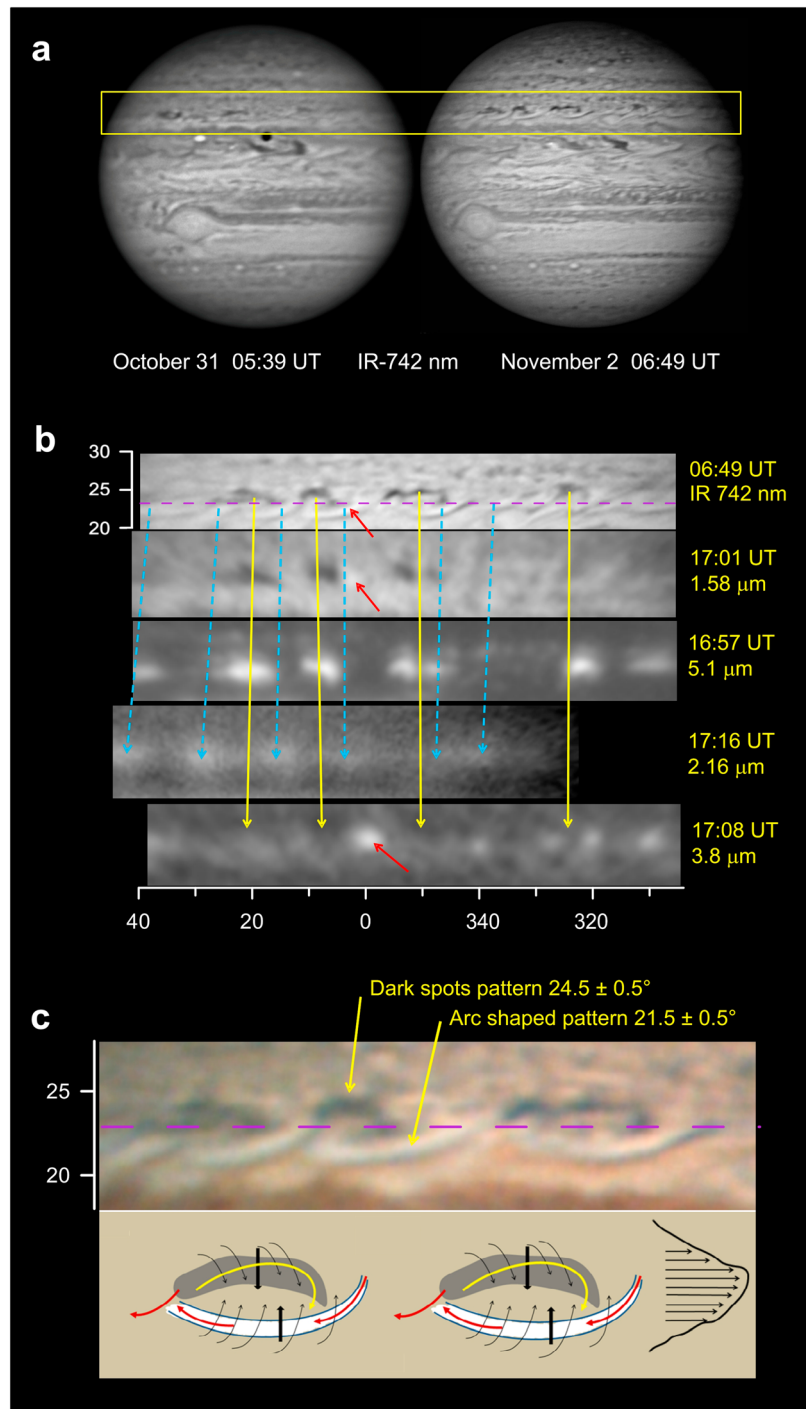 a
October 31 05:39 UT IR-742 nm November 2 06:49 UT
b
30
25
20
06:49 UT
IR 742 nm
17:01 UT
1.58 μm
16:57 UT
5.1 μm
17:16 UT
2.16 μm
17:08 UT
3.8 μm
40 20 0 340 320
c
Dark spots pattern 24.5 ± 0.5°
Arc shaped pattern 21.5 ± 0.5°
25
20